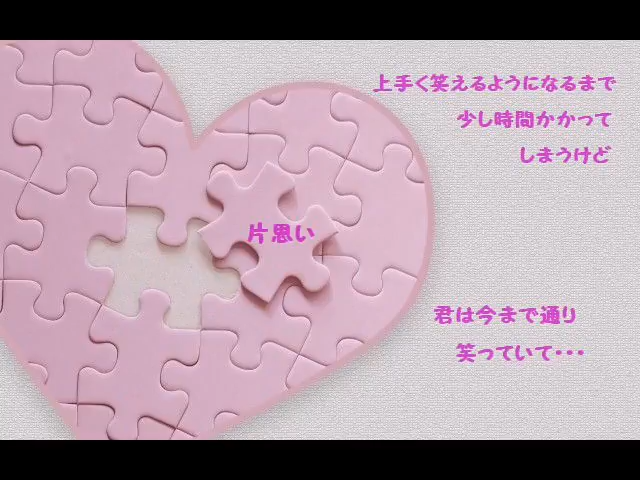 上手く笑えるようになるまで
少し時間かかって
しまうけど
片思い
君は今まで通り
笑っていて・・・